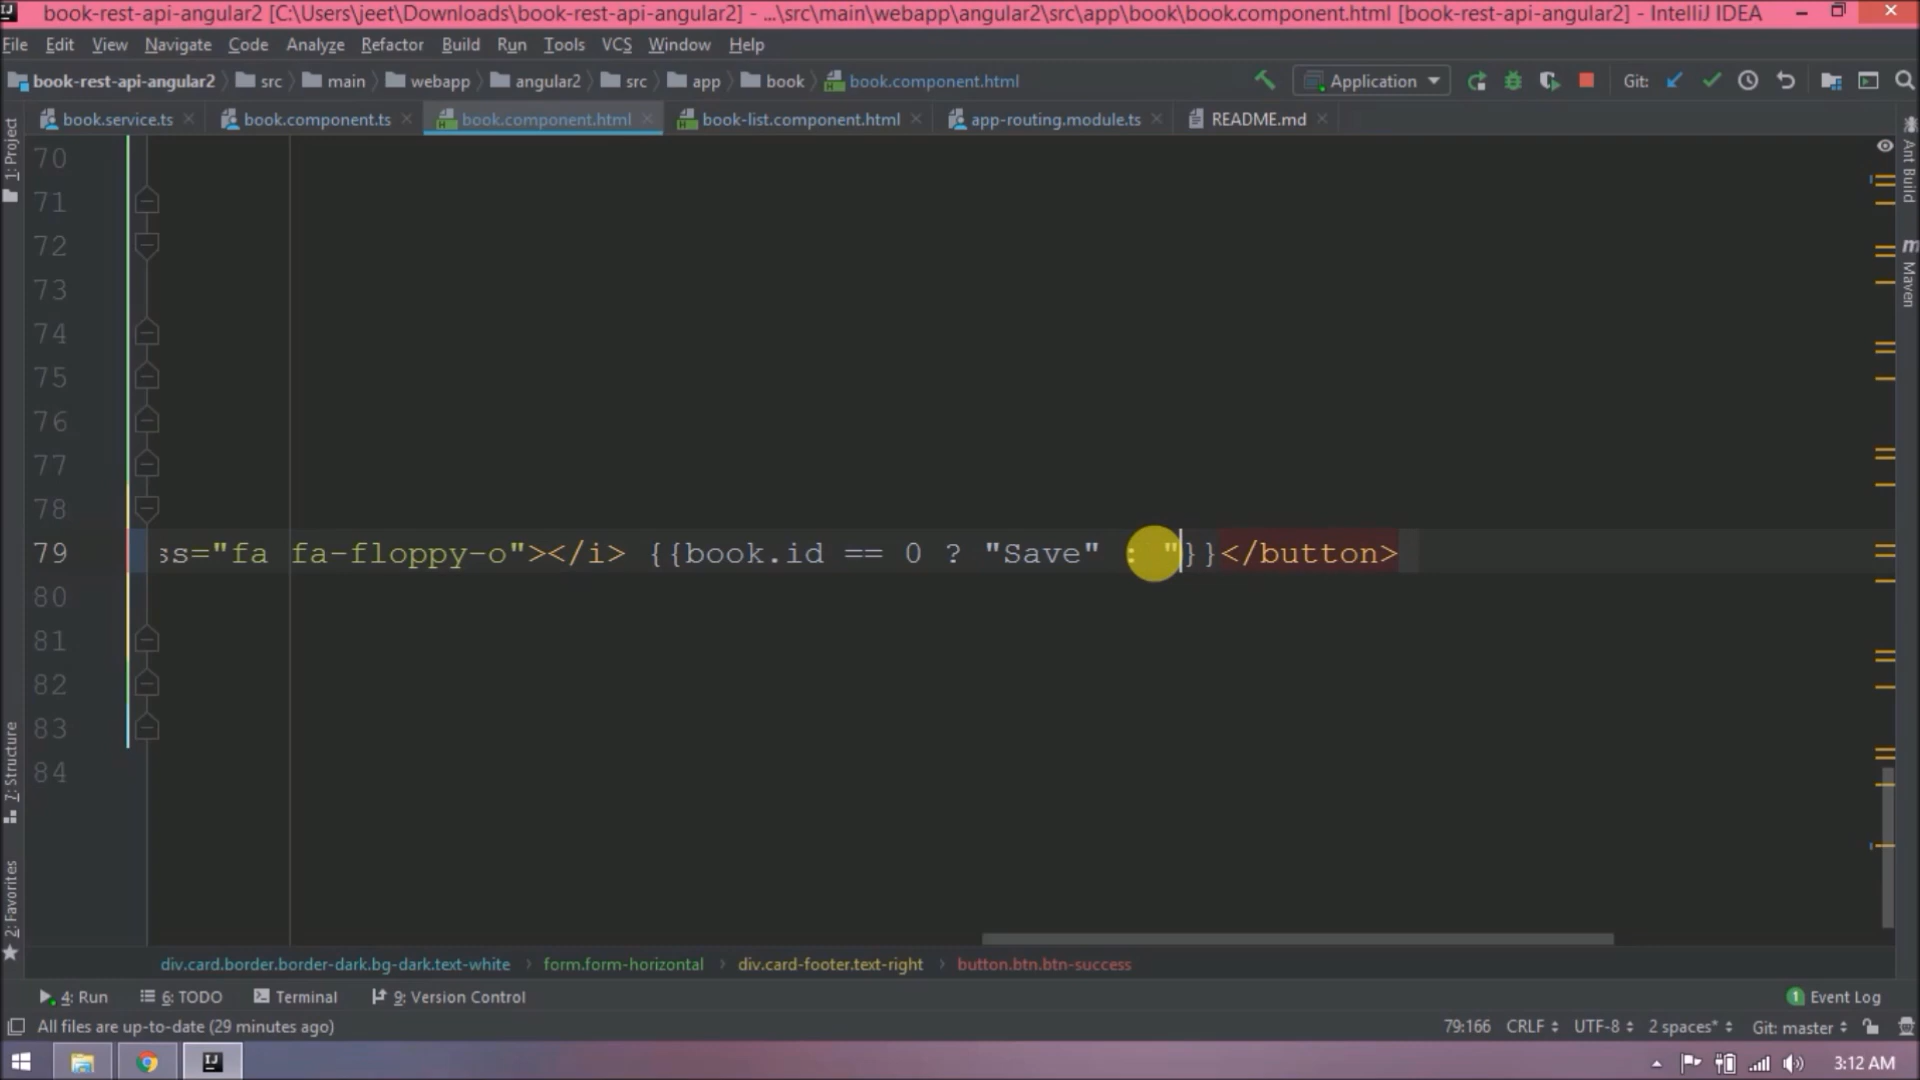 book-rest-api-angular2 [C:\Users\jeet\Downloads\book-rest-api-angular2] - ...\src\main\webapp\angular2\src\app\book\book.component.html [book-rest-api-angular2] - IntelliJ IDEA
File Edit View Navigate Code Analyze Refactor Build Run Tools VCS Window Help
book-rest-api-angular2 src main webapp angular2 src app book book.component.html Application Git:
book.service.ts book.component.ts book.component.html book-list.component.html app-routing.module.ts README.md
1: Project
Ant Build
Maven
70
71
72
73
74
75
76
77
78
79 ss="fa fa-floppy-o"></i> {{book.id == 0 ? "Save" : "}}</button>
80
81
82
83
84
7: Structure
2: Favorites
div.card.border.border-dark.bg-dark.text-white form.form-horizontal div.card-footer.text-right button.btn.btn-success
4: Run 6: TODO Terminal 9: Version Control 1 Event Log
All files are up-to-date (29 minutes ago) 79:166 CRLF UTF-8 2 spaces* Git: master
3:12 AM